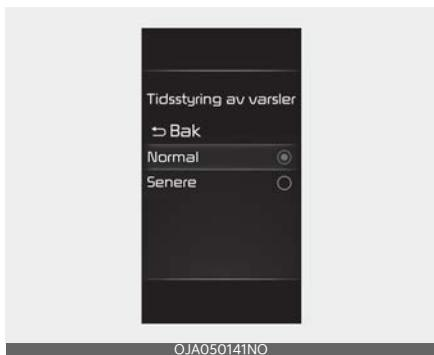 Tidsstyring av varsler
⮌ Bak
Normal
Senere
OJA050141NO